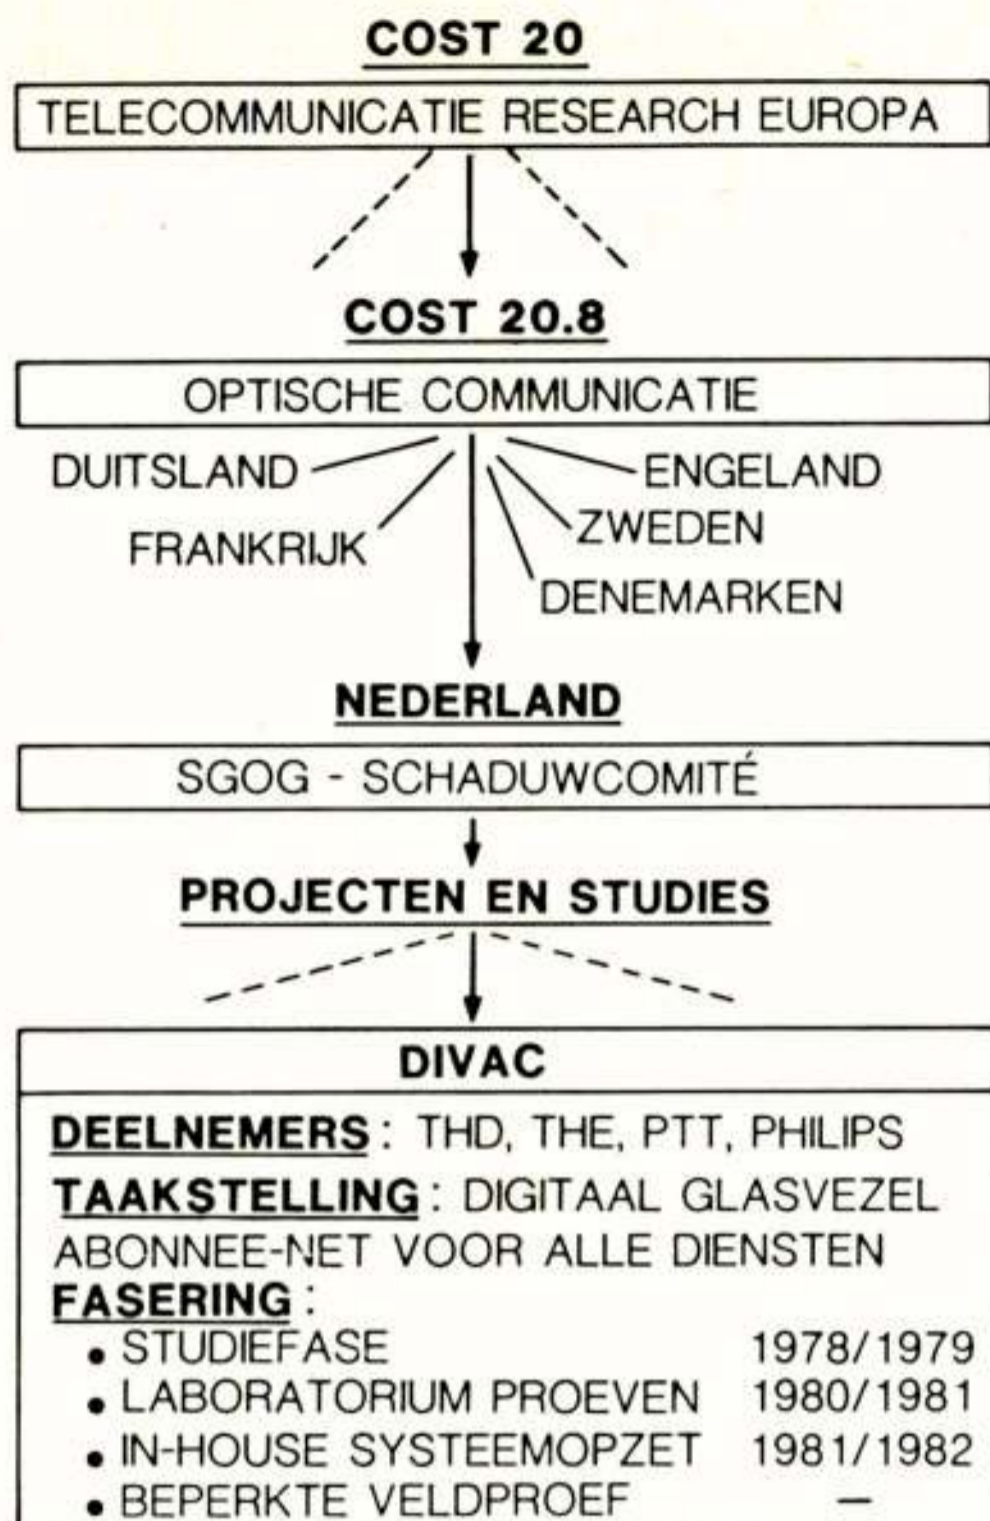 COST 20
TELECOMMUNICATIE RESEARCH EUROPA
COST 20.8
OPTISCHE COMMUNICATIE
DUITSLAND
ENGELAND
FRANKRIJK
ZWEDEN
DENEMARKEN
NEDERLAND
SGOG - SCHADUWCOMITÉ
PROJECTEN EN STUDIES
DIVAC
DEELNEMERS: THD, THE, PTT, PHILIPS
TAAKSTELLING: DIGITAAL GLASVEZEL
ABONNEE-NET VOOR ALLE DIENSTEN
FASERING:
• STUDIEFASE 1978/1979
• LABORATORIUM PROEVEN 1980/1981
• IN-HOUSE SYSTEEMOPZET 1981/1982
• BEPERKTE VELDPROEF —